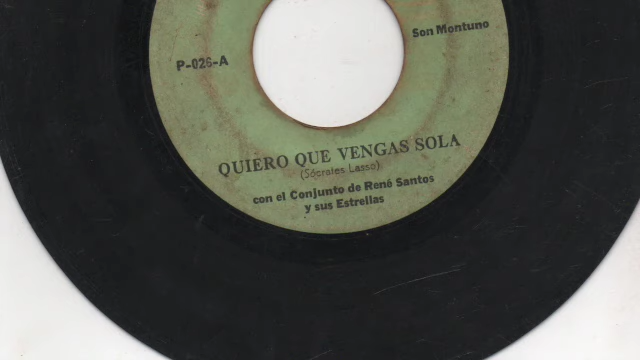 Son Montuno
P-026-A
QUIERO QUE VENGAS SOLA
(Sócrates Lasso)
con el Conjunto de René Santos
y sus Estrellas